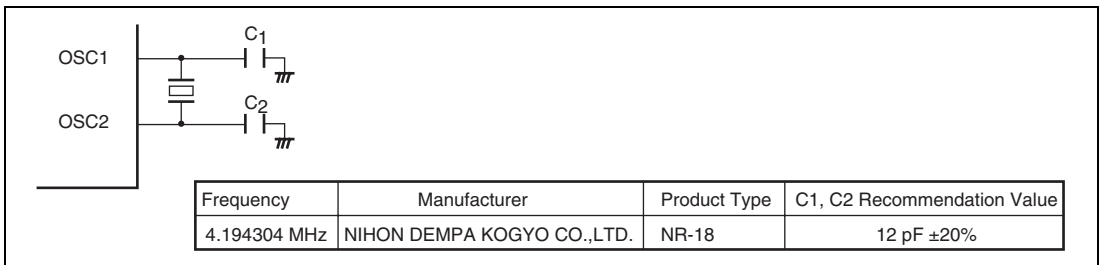 C1
OSC1
C2
OSC2
Frequency Manufacturer Product Type C1, C2 Recommendation Value
4.194304 MHz NIHON DEMPA KOGYO CO.,LTD. NR-18 12 pF ±20%